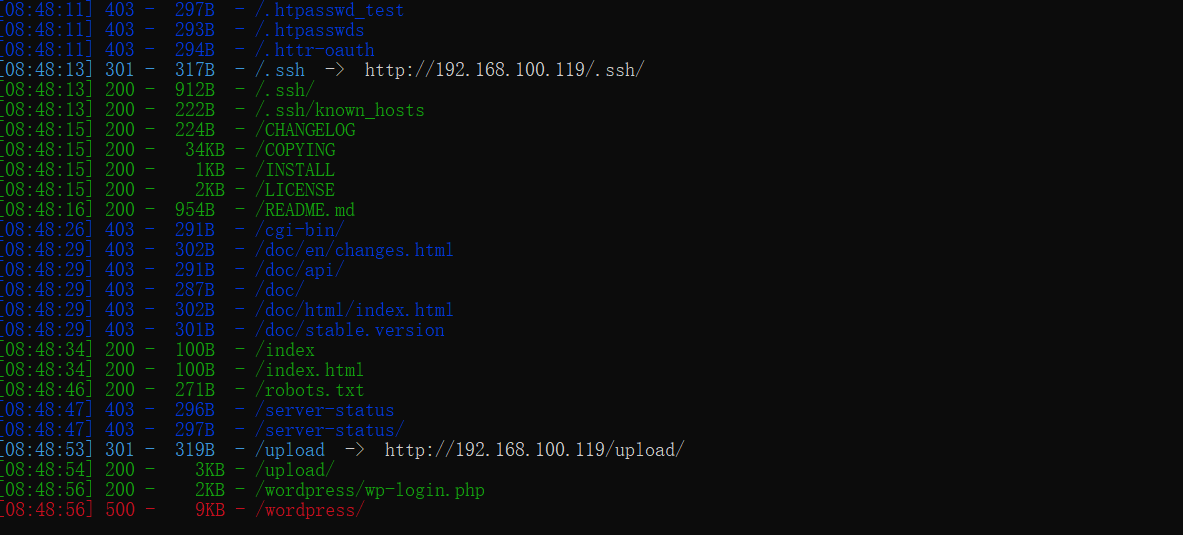 [08:48:11] 403 -  297B  - /.htpasswd_test
[08:48:11] 403 -  293B  - /.htpasswds
[08:48:11] 403 -  294B  - /.httr-oauth
[08:48:13] 301 -  317B  - /.ssh  ->  http://192.168.100.119/.ssh/
[08:48:13] 200 -  912B  - /.ssh/
[08:48:13] 200 -  222B  - /.ssh/known_hosts
[08:48:15] 200 -  224B  - /CHANGELOG
[08:48:15] 200 -   34KB - /COPYING
[08:48:15] 200 -    1KB - /INSTALL
[08:48:15] 200 -    2KB - /LICENSE
[08:48:16] 200 -  954B  - /README.md
[08:48:26] 403 -  291B  - /cgi-bin/
[08:48:29] 403 -  302B  - /doc/en/changes.html
[08:48:29] 403 -  291B  - /doc/api/
[08:48:29] 403 -  287B  - /doc/
[08:48:29] 403 -  302B  - /doc/html/index.html
[08:48:29] 403 -  301B  - /doc/stable.version
[08:48:34] 200 -  100B  - /index
[08:48:34] 200 -  100B  - /index.html
[08:48:46] 200 -  271B  - /robots.txt
[08:48:47] 403 -  296B  - /server-status
[08:48:47] 403 -  297B  - /server-status/
[08:48:53] 301 -  319B  - /upload  ->  http://192.168.100.119/upload/
[08:48:54] 200 -    3KB - /upload/
[08:48:56] 200 -    2KB - /wordpress/wp-login.php
[08:48:56] 500 -    9KB - /wordpress/